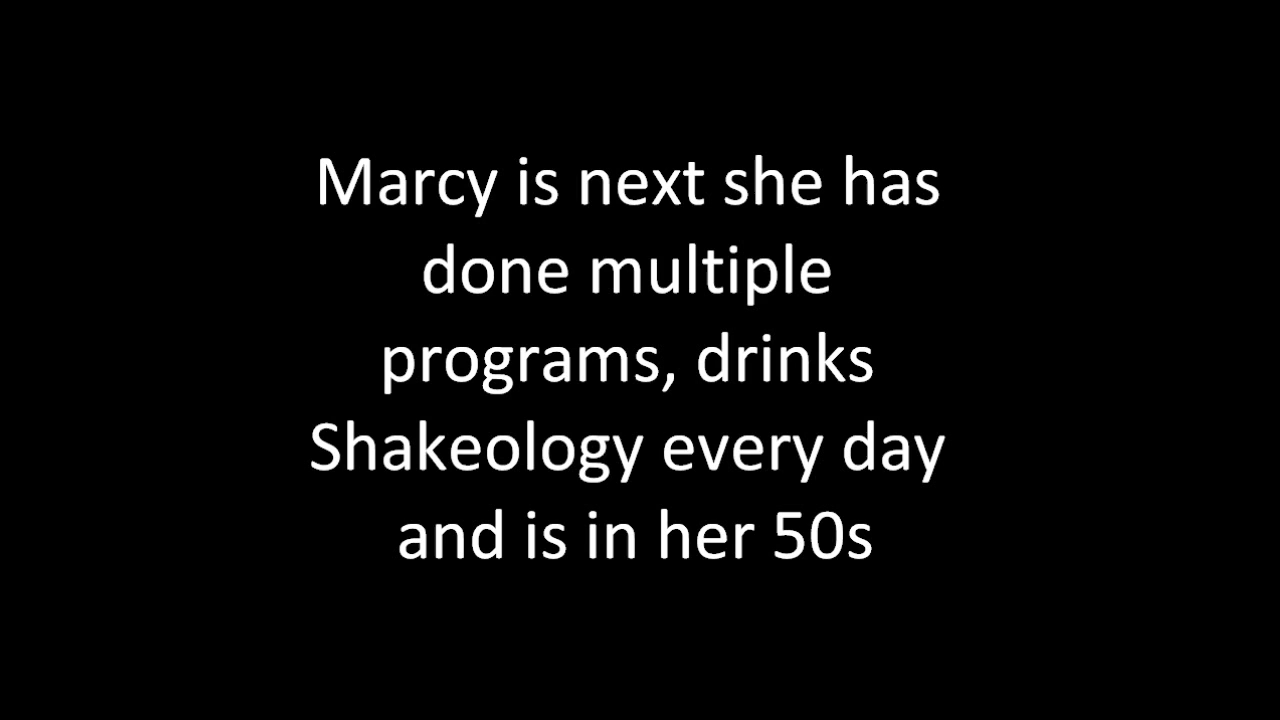 Marcy is next she has
done multiple
programs, drinks
Shakeology every day
and is in her 50s